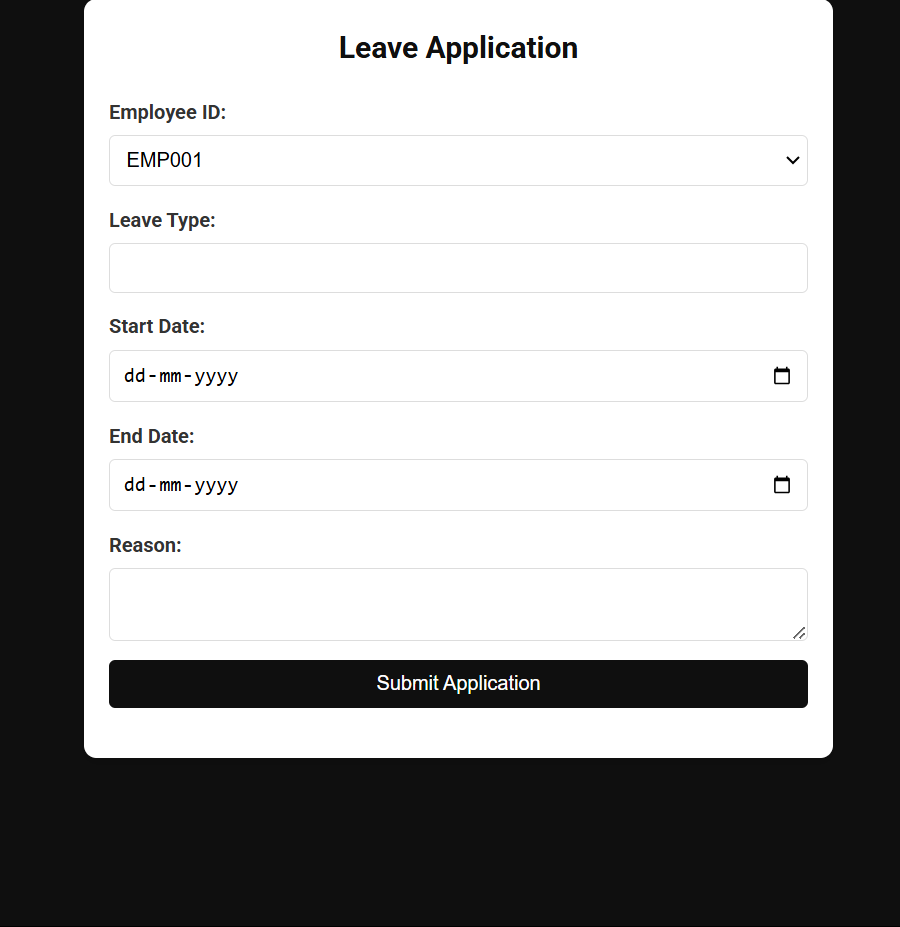 Leave Application
Employee ID:
EMP001
Leave Type:
Start Date:
dd-mm-yyyy
End Date:
dd-mm-yyyy
Reason:
Submit Application